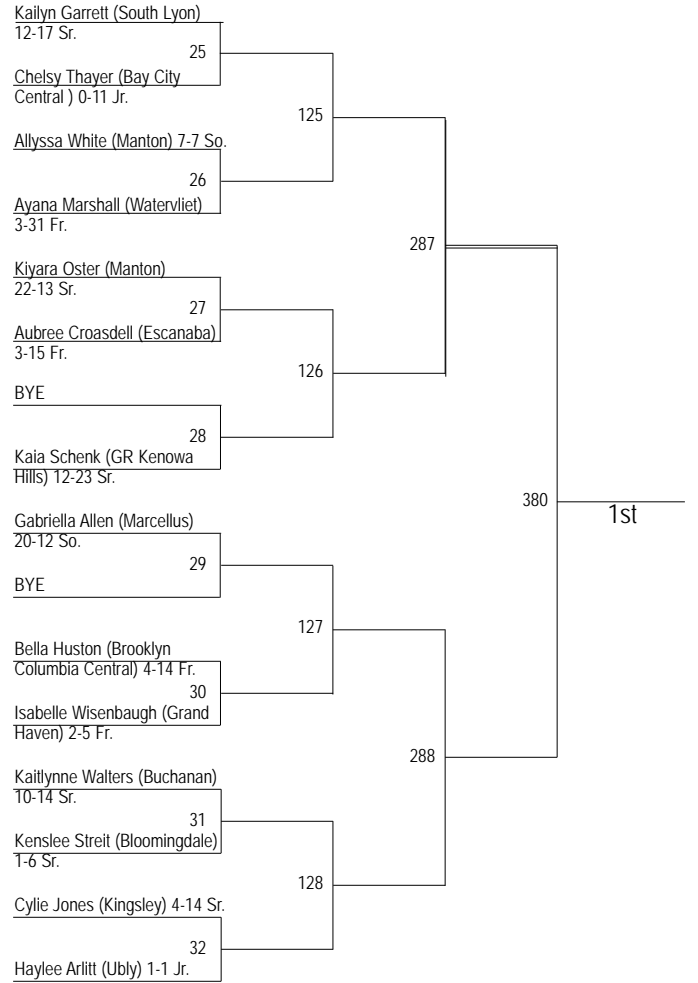 Kailyn Garrett (South Lyon)
12-17 Sr.
25
Chelsy Thayer (Bay City
Central ) 0-11 Jr.
125
Allyssa White (Manton) 7-7 So.
26
Ayana Marshall (Watervliet)
3-31 Fr.
287
Kiyara Oster (Manton)
22-13 Sr.
27
Aubree Croasdell (Escanaba)
3-15 Fr.
126
BYE
28
Kaia Schenk (GR Kenowa
Hills) 12-23 Sr.
380
1st
Gabriella Allen (Marcellus)
20-12 So.
29
BYE
127
Bella Huston (Brooklyn
Columbia Central) 4-14 Fr.
30
Isabelle Wisenbaugh (Grand
Haven) 2-5 Fr.
288
Kaitlynne Walters (Buchanan)
10-14 Sr.
31
Kenslee Streit (Bloomingdale)
1-6 Sr.
128
Cylie Jones (Kingsley) 4-14 Sr.
32
Haylee Arlitt (Ubly) 1-1 Jr.